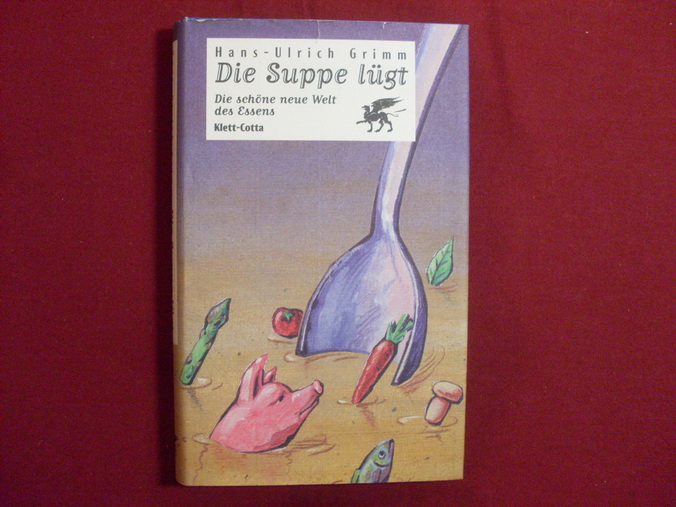 Hans-Ulrich Grimm
Die Suppe lügt
Die schöne neue Welt
des Essens
Klett-Cotta